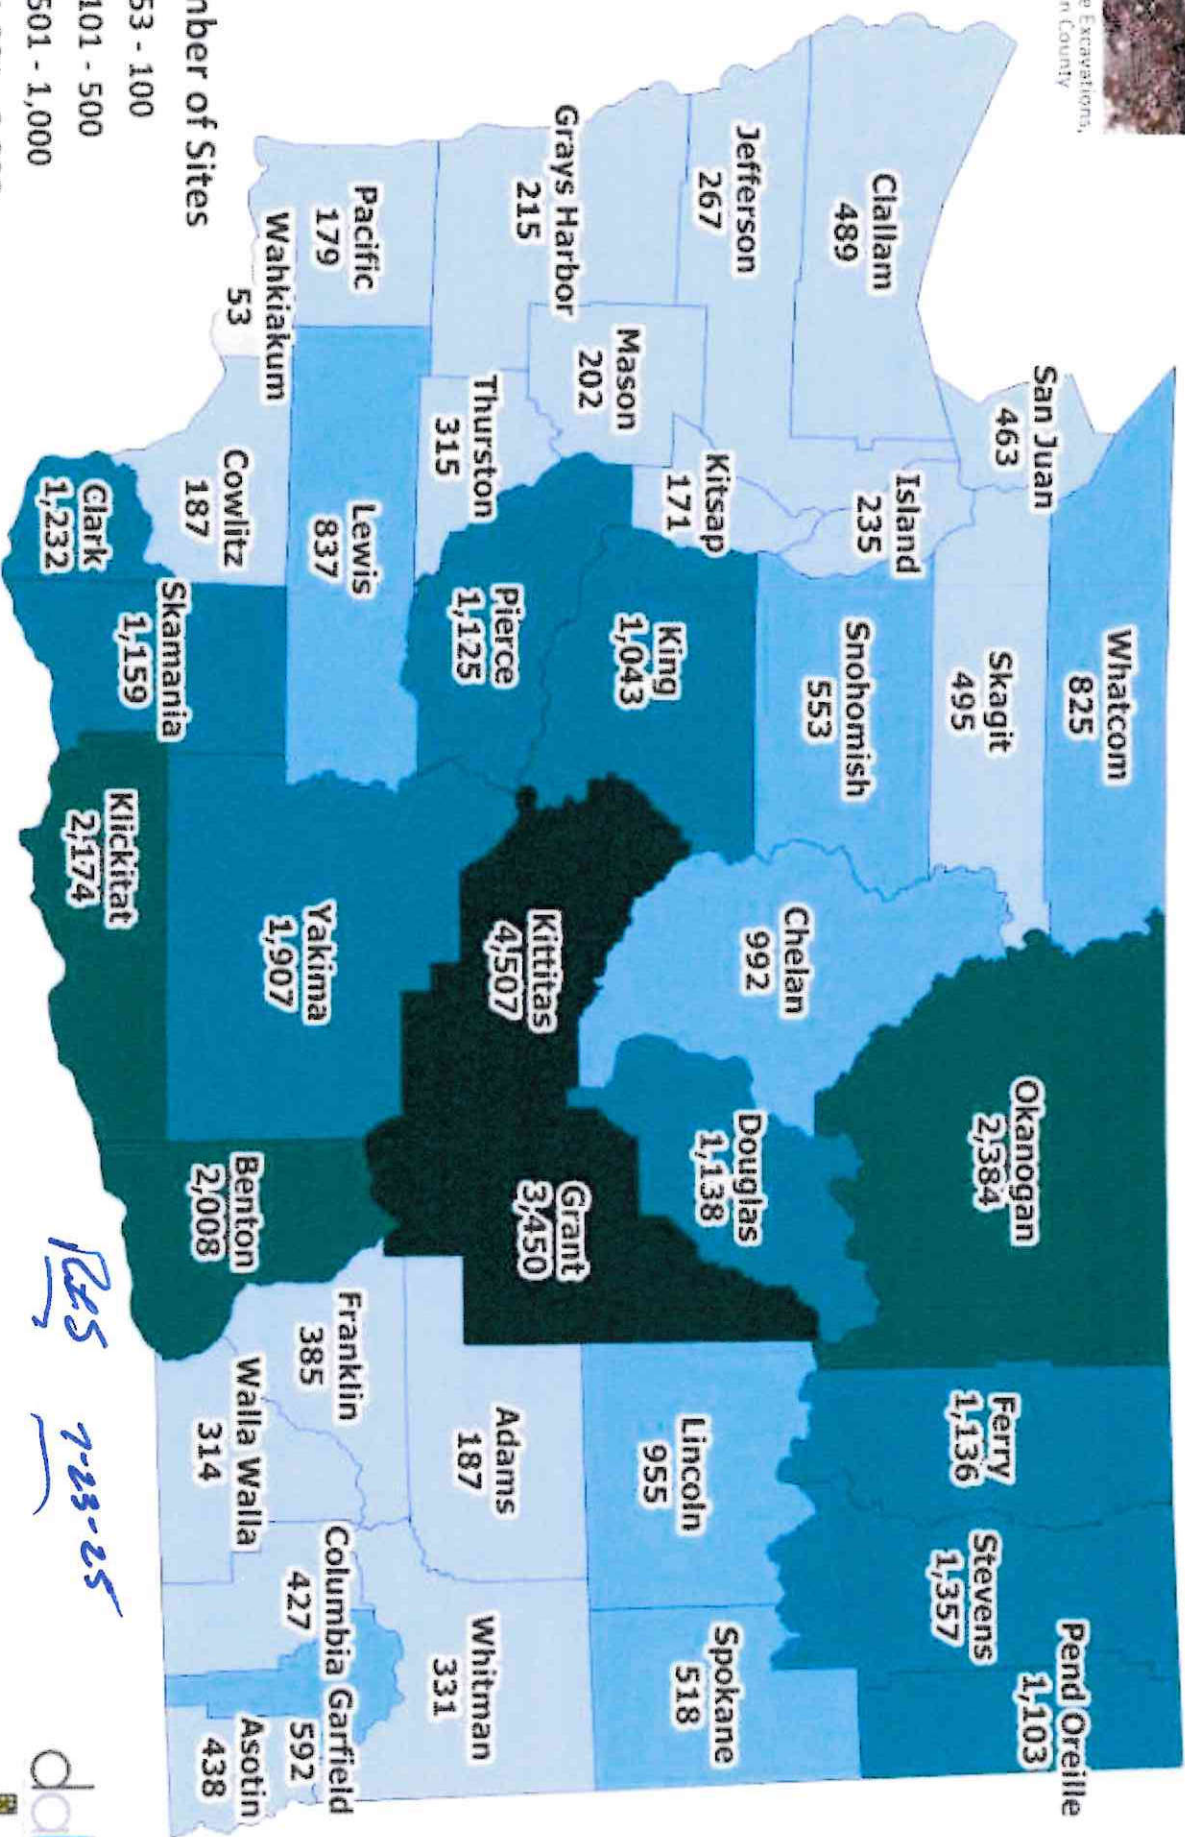 e Excavations,
n County
Whatcom
825
San Juan
463
Skagit
495
Clallam
489
Island
235
Snohomish
553
Jefferson
267
Kitsap
171
King
1,043
Grays Harbor
215
Mason
202
Thurston
315
Pierce
1,125
Pacific
179
Lewis
837
Wahkiakum
53
Cowlitz
187
Clark
1,232
Skamania
1,159
Okanogan
2,384
Chelan
992
Douglas
1,138
Kittitas
4,507
Grant
3,450
Yakima
1,907
Klickitat
2,174
Benton
2,008
Ferry
1,136
Stevens
1,357
Pend Oreille
1,103
Lincoln
955
Spokane
518
Adams
187
Whitman
331
Franklin
385
Walla Walla
314
Columbia
427
Garfield
592
Asotin
438
nber of Sites
53 - 100
101 - 500
501 - 1,000
7-23-25